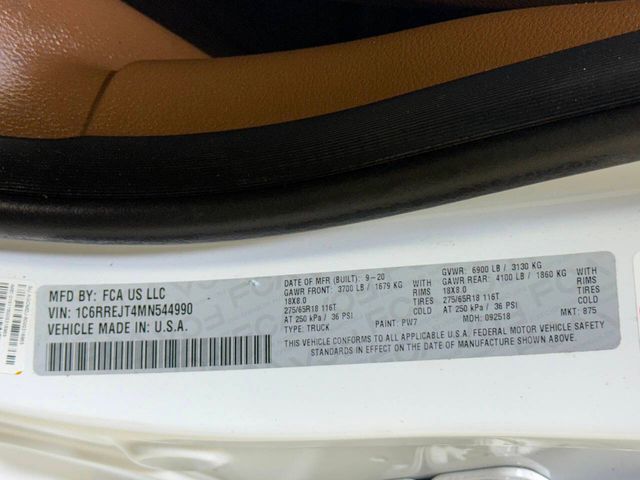 MFD BY: FCA US LLC
VIN: 1C6RREJT4MN544990
VEHICLE MADE IN: U.S.A.
DATE OF MFR (BUILT): 9-20 GVWR: 6900 LB / 3130 KG
GAWR FRONT: 3700 LB / 1679 KG WITH GAWR REAR: 4100 LB / 1860 KG WITH
18X8.0 RIMS 18X8.0 RIMS
275/65R18 116T TIRES 275/65R18 116T TIRES
AT 250 kPa / 36 PSI COLD AT 250 kPa / 36 PSI COLD
TYPE: TRUCK PAINT: PW7 MDH: 092518 MKT: 875
THIS VEHICLE CONFORMS TO ALL APPLICABLE U.S.A. FEDERAL MOTOR VEHICLE SAFETY
STANDARDS IN EFFECT ON THE DATE OF MANUFACTURE SHOWN ABOVE.